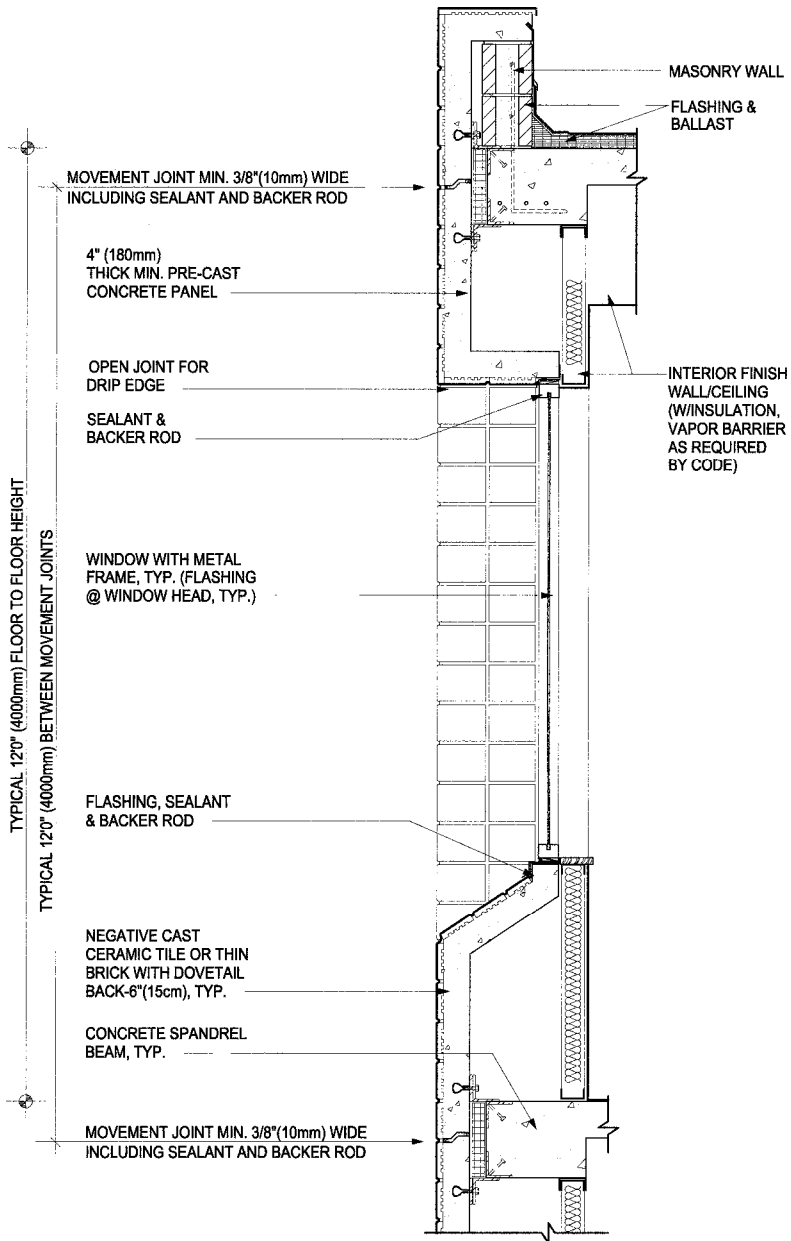 MASONRY WALL
FLASHING &
BALLAST
MOVEMENT JOINT MIN. 3/8"(10mm) WIDE
INCLUDING SEALANT AND BACKER ROD
4" (180mm)
THICK MIN. PRE-CAST
CONCRETE PANEL
OPEN JOINT FOR
DRIP EDGE
SEALANT &
BACKER ROD
INTERIOR FINISH
WALL/CEILING
(W/INSULATION,
VAPOR BARRIER
AS REQUIRED
BY CODE)
TYPICAL 12'0" (4000mm) FLOOR TO FLOOR HEIGHT
TYPICAL 12'0" (4000mm) BETWEEN MOVEMENT JOINTS
WINDOW WITH METAL
FRAME, TYP. (FLASHING
@ WINDOW HEAD, TYP.)
FLASHING, SEALANT
& BACKER ROD
NEGATIVE CAST
CERAMIC TILE OR THIN
BRICK WITH DOVETAIL
BACK-6"(15cm), TYP.
CONCRETE SPANDREL
BEAM, TYP.
MOVEMENT JOINT MIN. 3/8"(10mm) WIDE
INCLUDING SEALANT AND BACKER ROD